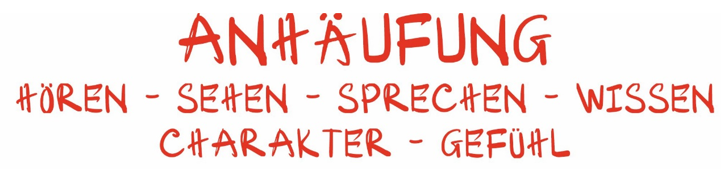 ANHÄUFUNG
HÖREN - SEHEN - SPRECHEN - WISSEN
CHARAKTER - GEFÜHL